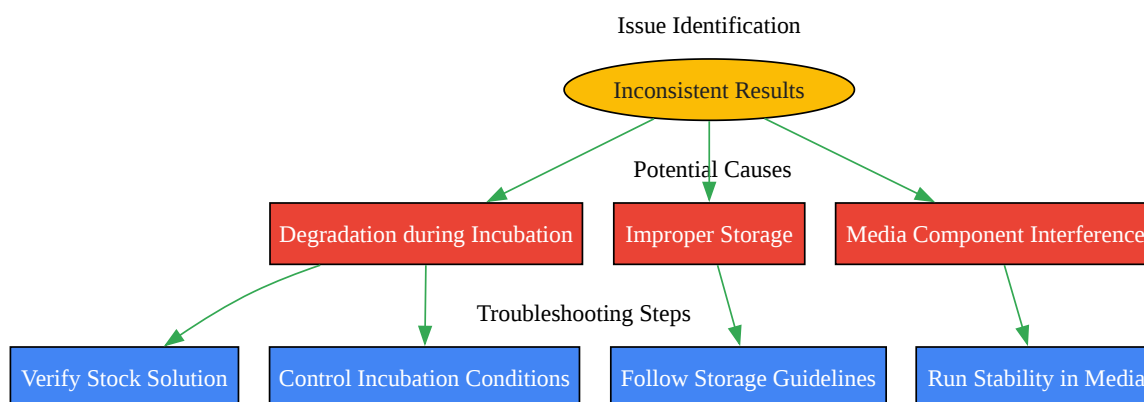 Issue Identification
Inconsistent Results
Potential Causes
Degradation during Incubation
Improper Storage
Media Component Interference
Troubleshooting Steps
Verify Stock Solution
Control Incubation Conditions
Follow Storage Guidelines
Run Stability in Media